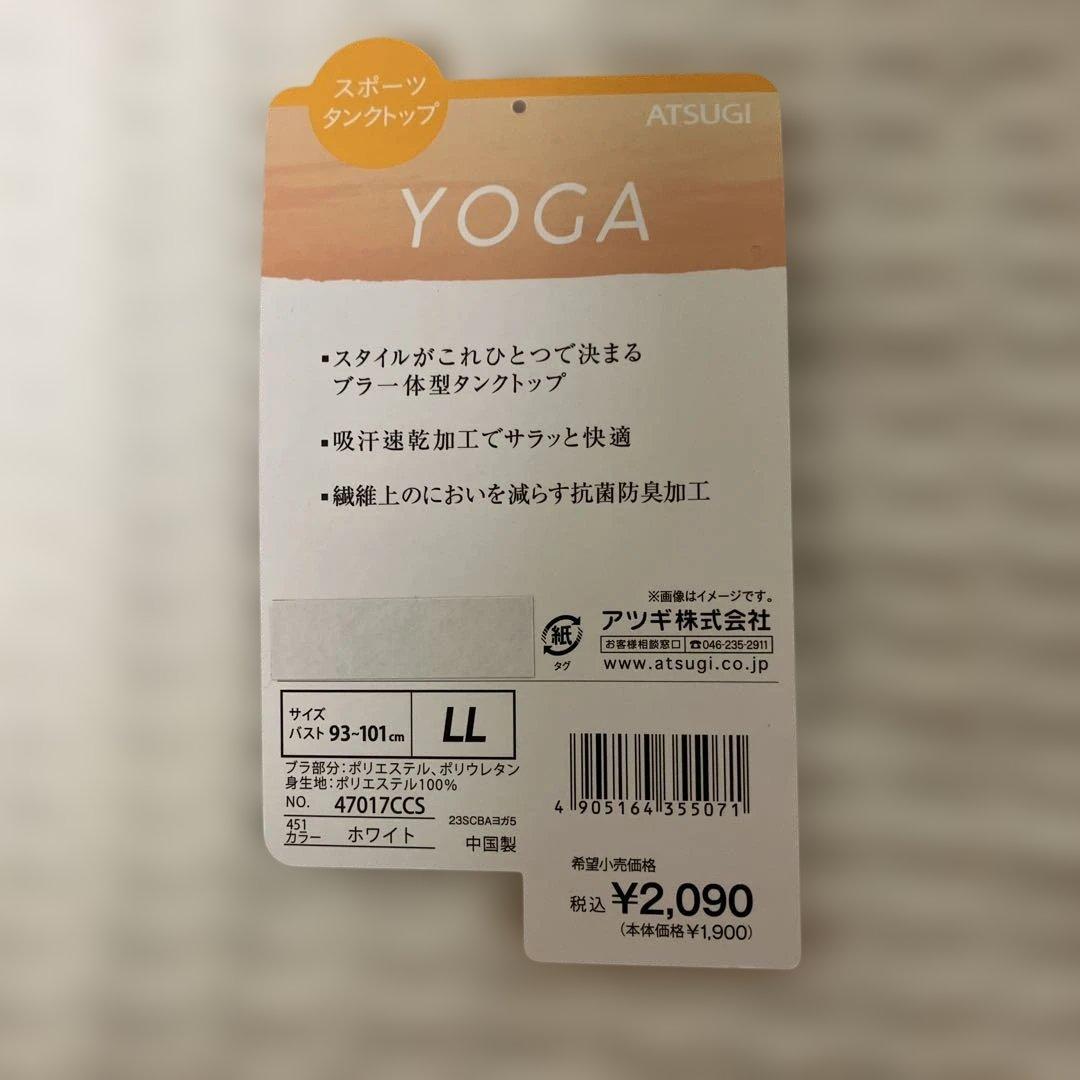 スポーツ
タンクトップ
ATSUGI
YOGA
▪スタイルがこれひとつで決まる
ブラ一体型タンクトップ
▪吸汗速乾加工でサラッと快適
▪繊維上のにおいを減らす抗菌防臭加工
※画像はイメージです。
紙
タグ
アツギ株式会社
お客様相談窓口 ☎046-235-2911
www.atsugi.co.jp
サイズ
バスト 93~101cm
LL
ブラ部分:ポリエステル、ポリウレタン
身生地:ポリエステル100%
NO. 47017CCS
23SCBAヨガ5
451
カラー ホワイト
中国製
4 905164 355071
希望小売価格
税込 ¥2,090
(本体価格¥1,900)